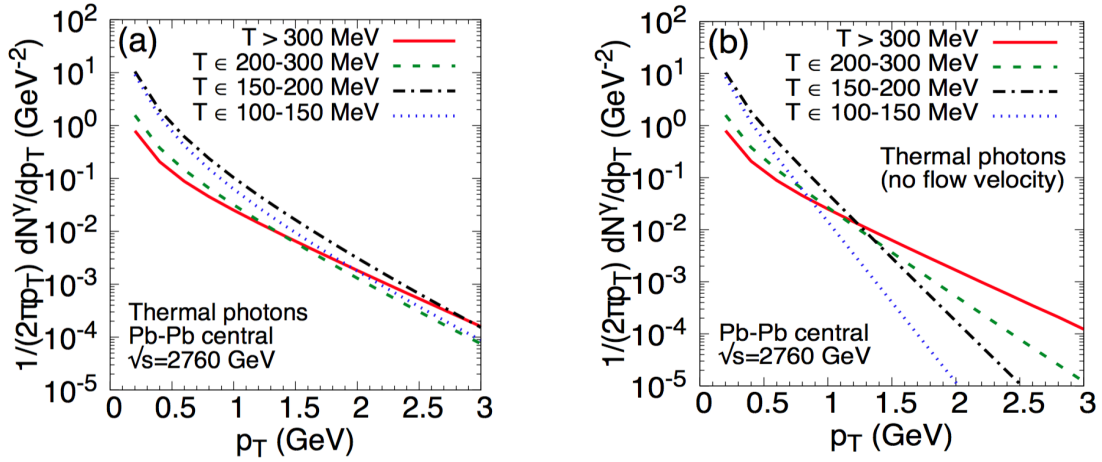 (a)
T > 300 MeV
T ∈ 200-300 MeV
T ∈ 150-200 MeV
T ∈ 100-150 MeV
Thermal photons
Pb-Pb central
√s=2760 GeV
1/(2πp_T) dN^γ/dp_T (GeV^-2)
10^2
10^1
10^0
10^-1
10^-2
10^-3
10^-4
10^-5
0 0.5 1 1.5 2 2.5 3
p_T (GeV)
(b)
T > 300 MeV
T ∈ 200-300 MeV
T ∈ 150-200 MeV
T ∈ 100-150 MeV
Thermal photons
(no flow velocity)
Pb-Pb central
√s=2760 GeV
1/(2πp_T) dN^γ/dp_T (GeV^-2)
10^2
10^1
10^0
10^-1
10^-2
10^-3
10^-4
10^-5
0 0.5 1 1.5 2 2.5 3
p_T (GeV)